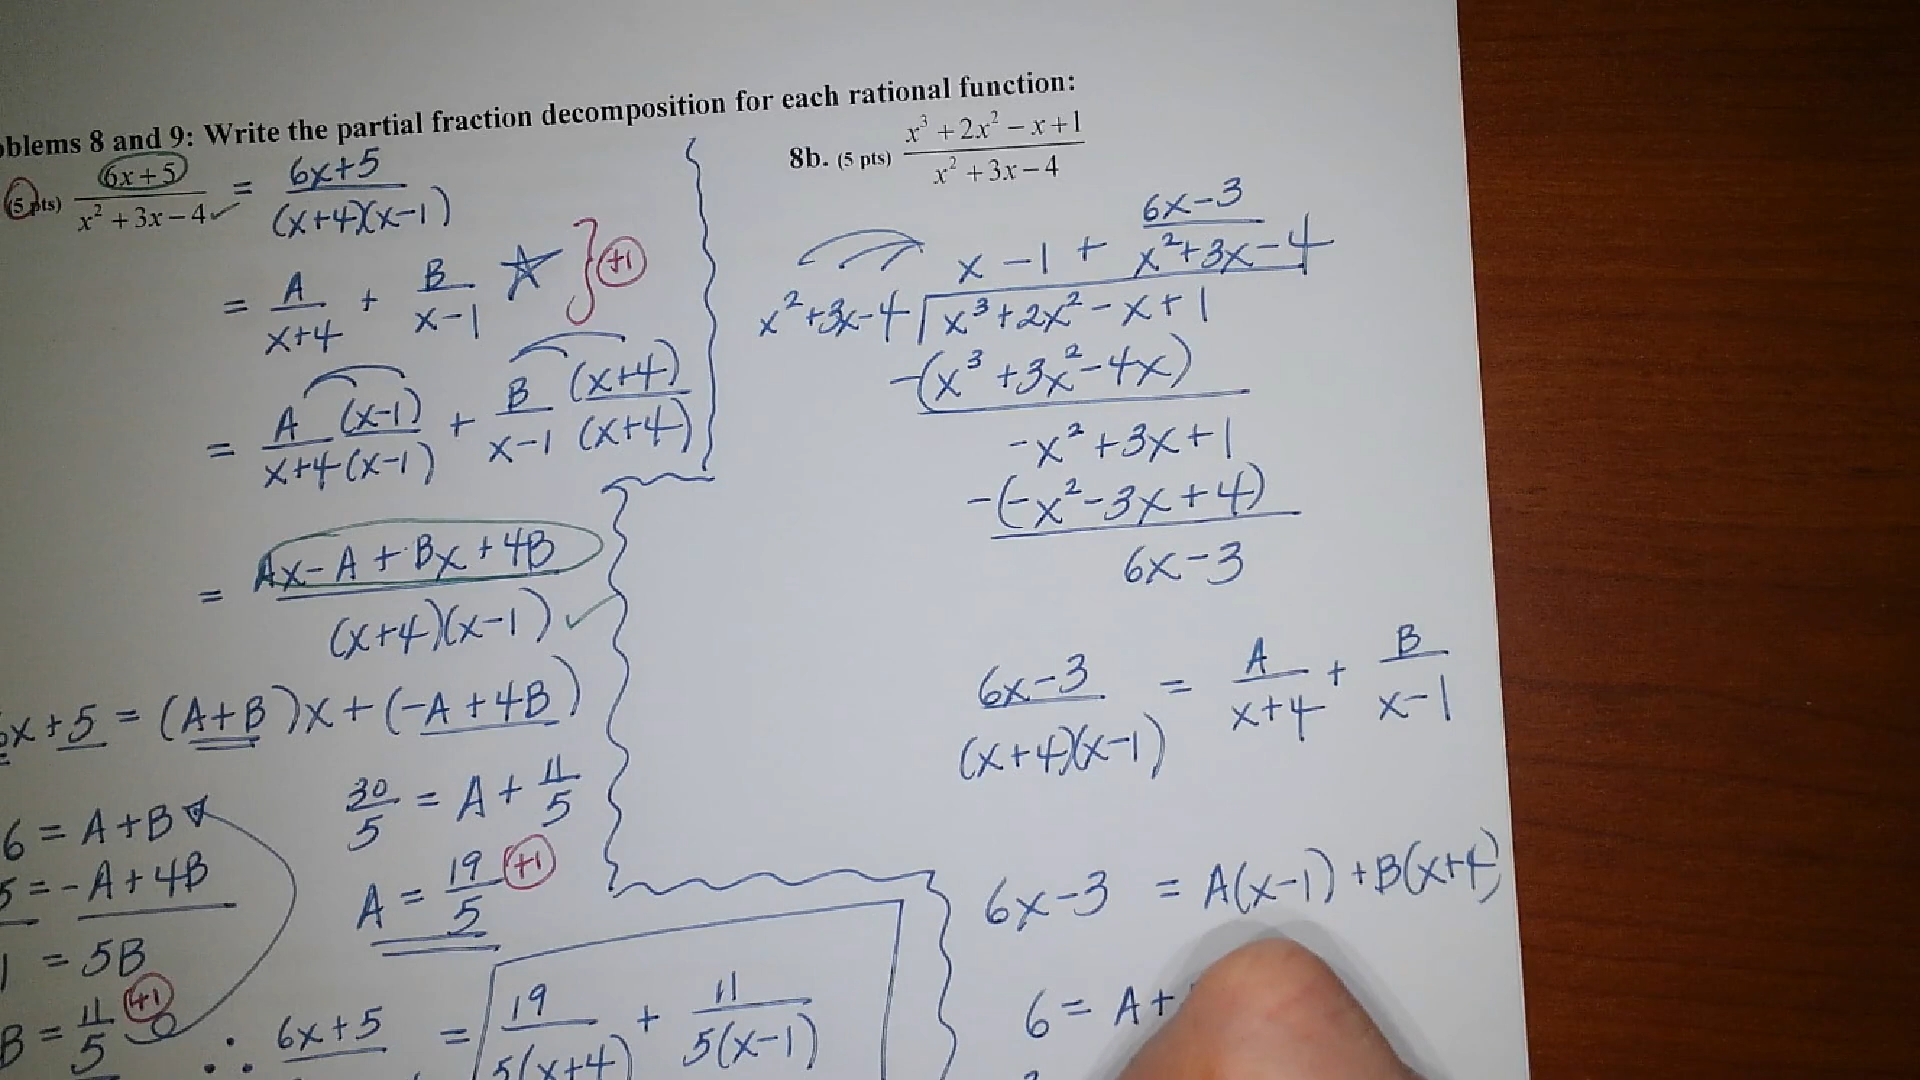 oblems 8 and 9: Write the partial fraction decomposition for each rational function:
(5 pts) (6x+5)/(x² + 3x − 4) ✓ = (6x+5)/((x+4)(x−1))
= A/(x+4) + B/(x−1) ☆ } +1
= A(x−1)/(x+4(x−1)) + B(x+4)/(x−1(x+4))
= (Ax−A+Bx+4B)/((x+4)(x−1)) ✓
x+5 = (A+B)x+(−A+4B)
6 = A+B
5 = −A+4B
1 = 5B
B = 11/5 +1
30/5 = A + 11/5
A = 19/5 +1
∴ 6x+5 = 19/(5(x+4)) + 11/(5(x−1))
8b. (5 pts) (x³ + 2x² − x + 1)/(x² + 3x − 4)
x − 1 + (6x−3)/(x²+3x−4)
x²+3x−4 | x³+2x²−x+1
−(x³+3x²−4x)
−x²+3x+1
−(−x²−3x+4)
6x−3
(6x−3)/((x+4)(x−1)) = A/(x+4) + B/(x−1)
6x−3 = A(x−1)+B(x+4)
6 = A+